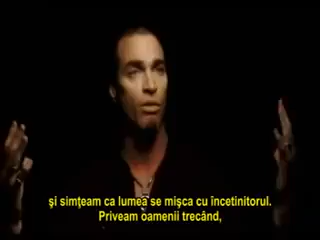 şi simţeam ca lumea se mişca cu încetinitorul.
Priveam oamenii trecând,